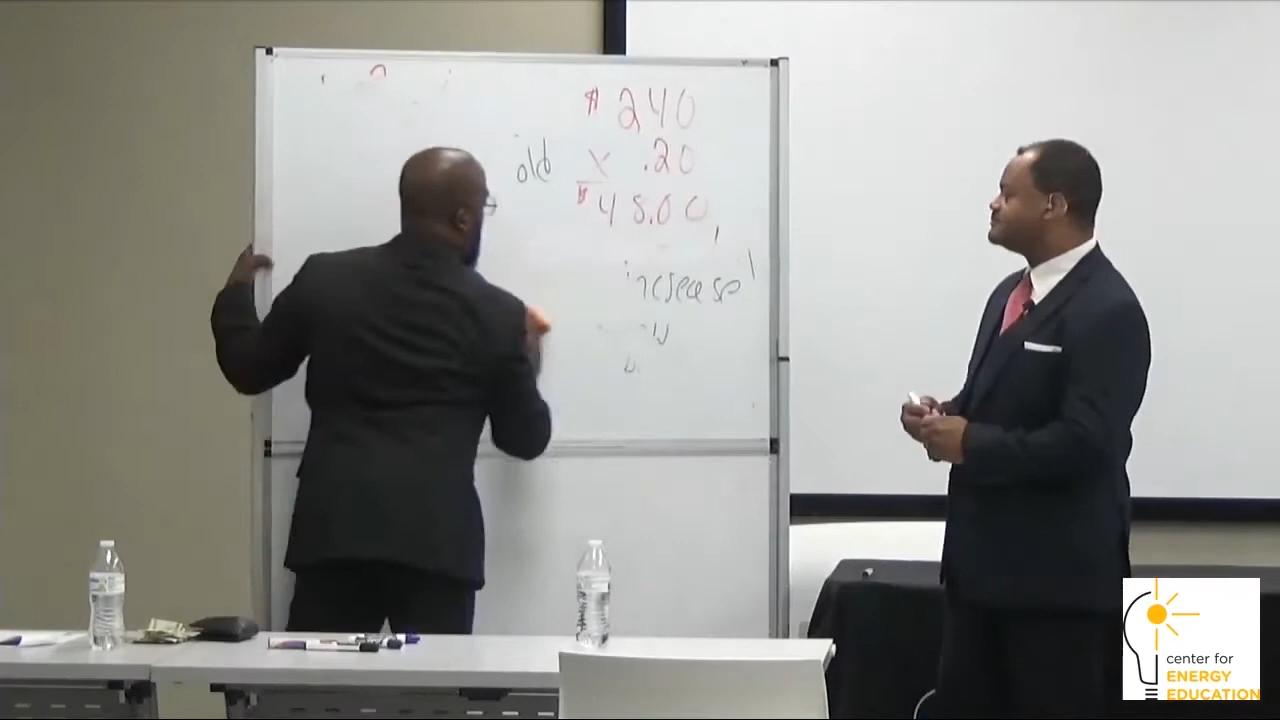 $240
old x .20
$48.00
increase
center for
ENERGY
EDUCATION